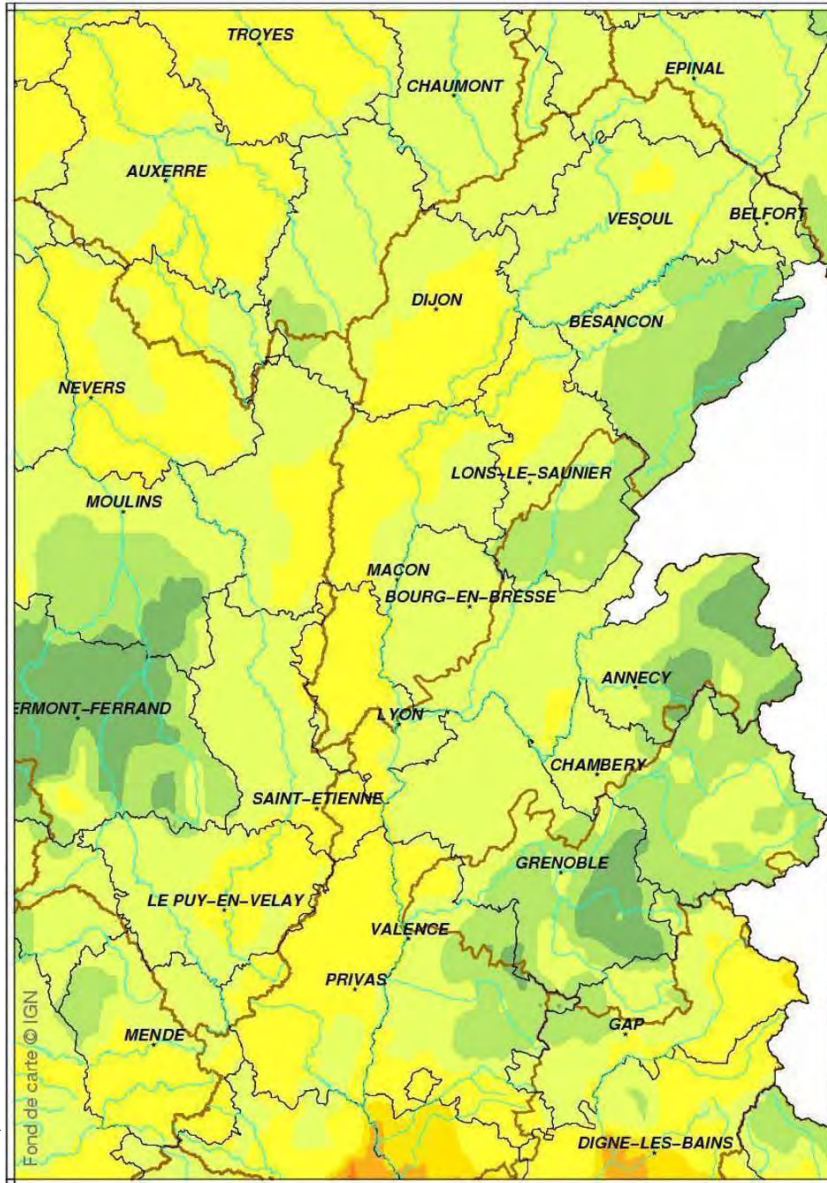 TROYES
CHAUMONT
EPINAL
AUXERRE
VESOUL
BELFORT
DIJON
BESANCON
NEVERS
LONS-LE-SAUNIER
MOULINS
MACON
BOURG-EN-BRESSE
ANNECY
ERMONT-FERRAND
LYON
CHAMBERY
SAINT-ETIENNE
GRENOBLE
LE PUY-EN-VELAY
VALENCE
PRIVAS
GAP
MENDE
DIGNE-LES-BAINS
Fond de carte © IGN